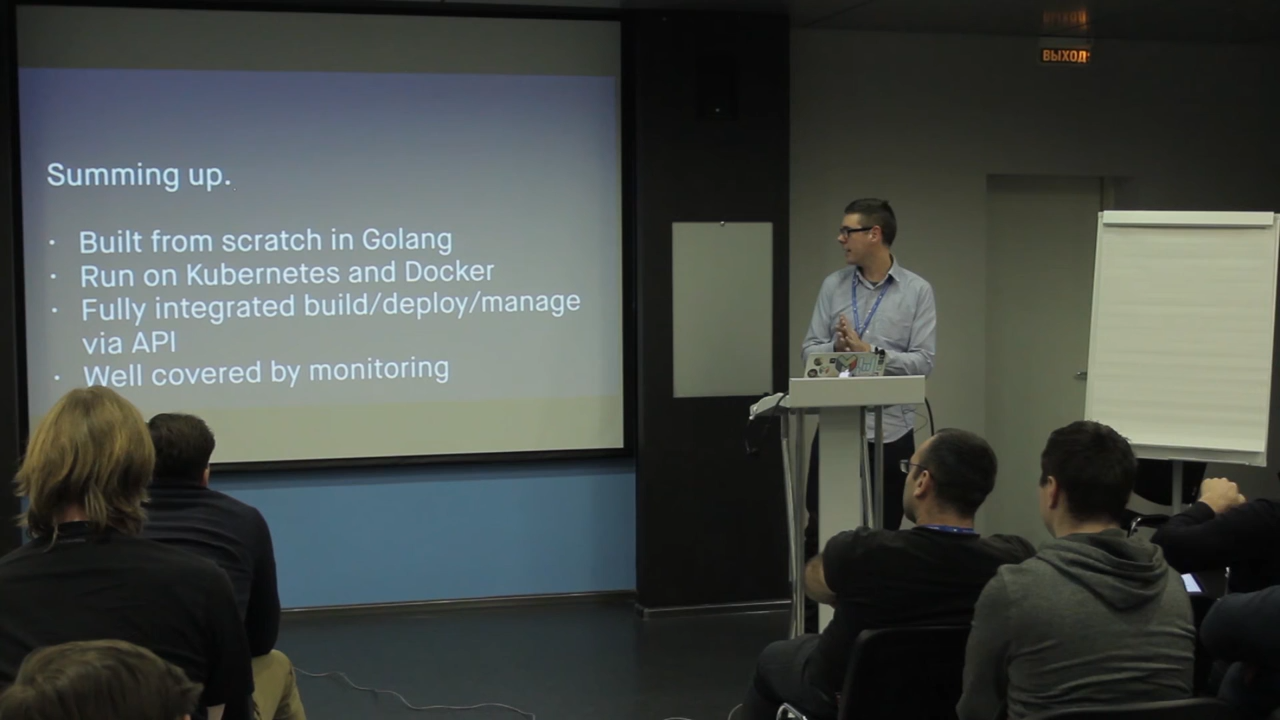 ВЫХОД
Summing up.
· Built from scratch in Golang
· Run on Kubernetes and Docker
· Fully integrated build/deploy/manage
via API
· Well covered by monitoring